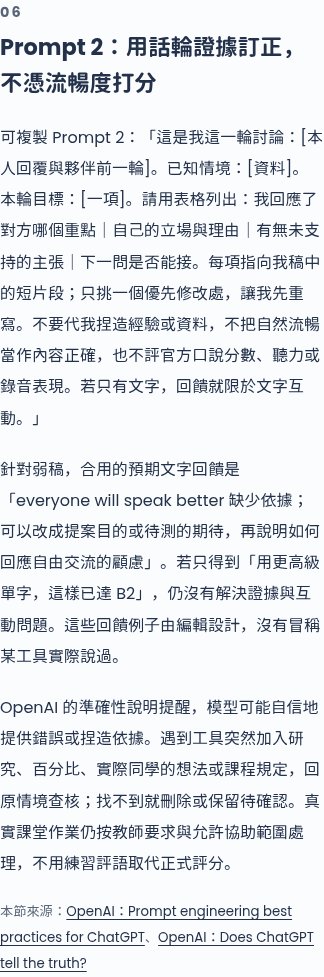 06
Prompt 2：用話輪證據訂正，
不憑流暢度打分
可複製 Prompt 2：「這是我這一輪討論：[本
人回覆與夥伴前一輪]。已知情境：[資料]。
本輪目標：[一項]。請用表格列出：我回應了
對方哪個重點｜自己的立場與理由｜有無未支
持的主張｜下一問是否能接。每項指向我稿中
的短片段；只挑一個優先修改處，讓我先重
寫。不要代我捏造經驗或資料，不把自然流暢
當作內容正確，也不評官方口說分數、聽力或
錄音表現。若只有文字，回饋就限於文字互
動。」
針對弱稿，合用的預期文字回饋是
「everyone will speak better 缺少依據；
可以改成提案目的或待測的期待，再說明如何
回應自由交流的顧慮」。若只得到「用更高級
單字，這樣已達 B2」，仍沒有解決證據與互
動問題。這些回饋例子由編輯設計，沒有冒稱
某工具實際說過。
OpenAI 的準確性說明提醒，模型可能自信地
提供錯誤或捏造依據。遇到工具突然加入研
究、百分比、實際同學的想法或課程規定，回
原情境查核；找不到就刪除或保留待確認。真
實課堂作業仍按教師要求與允許協助範圍處
理，不用練習評語取代正式評分。
本節來源：OpenAI：Prompt engineering best
practices for ChatGPT、OpenAI：Does ChatGPT
tell the truth?